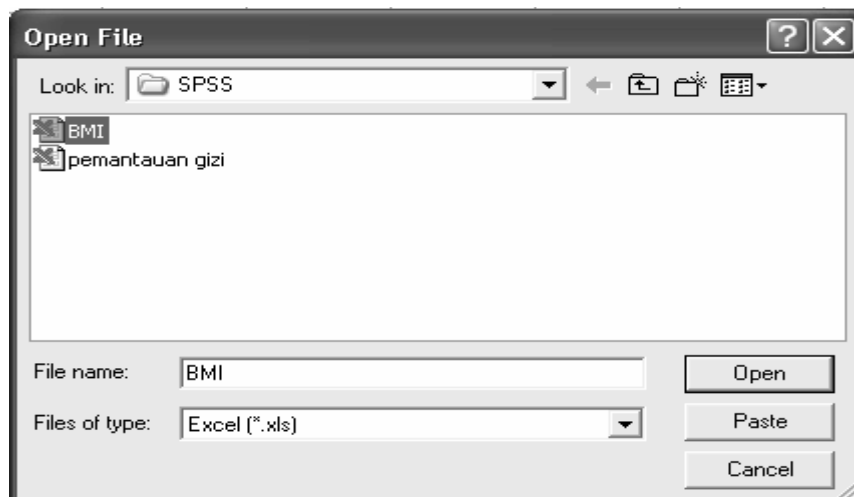 Open File
Look in: SPSS
BMI
pemantauan gizi
File name: BMI Open
Files of type: Excel (*.xls) Paste
Cancel